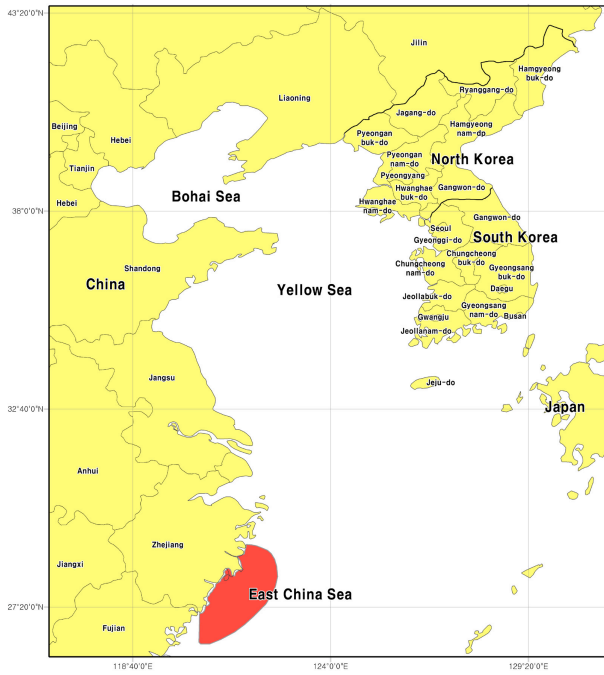 43°20'0"N
Jilin
Hamgyeong
buk-do
Ryanggang-do
Liaoning
Jagang-do
Beijing
Hebei
Hamgyeong
nam-dp
Pyeongan
buk-do
Pyeongan
nam-do
North Korea
Tianjin
Pyeongyang
Bohai Sea
Hwanghae
buk-do
Gangwon-do
Hebei
Hwanghae
nam-do
38°0'0"N
Gangwon-do
Seoul
South Korea
Gyeonggi-do
Chungcheong
buk-do
Shandong
Chungcheong
nam-do
Gyeongsang
buk-do
China
Yellow Sea
Daegu
Jeollabuk-do
Gyeongsang
nam-do
Gwangju
Busan
Jeollanam-do
Jangsu
Jeju-do
32°40'0"N
Japan
Anhui
Zhejiang
Jiangxi
East China Sea
27°20'0"N
Fujian
118°40'0"E
124°0'0"E
129°20'0"E